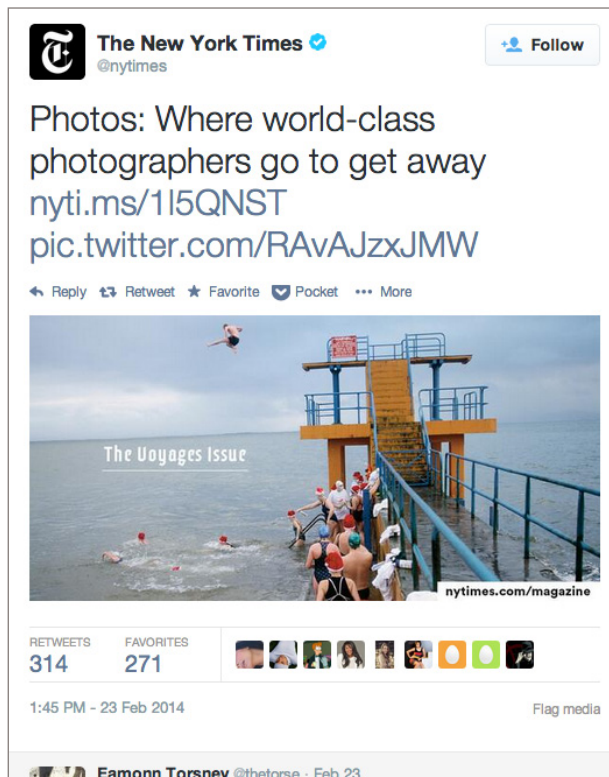 The New York Times
@nytimes
Follow
Photos: Where world-class
photographers go to get away
nyti.ms/1l5QNST
pic.twitter.com/RAvAJzxJMW
Reply Retweet Favorite Pocket More
The Voyages Issue
nytimes.com/magazine
RETWEETS FAVORITES
314 271
1:45 PM - 23 Feb 2014 Flag media
Eamonn Torsney @thetorse · Feb 23